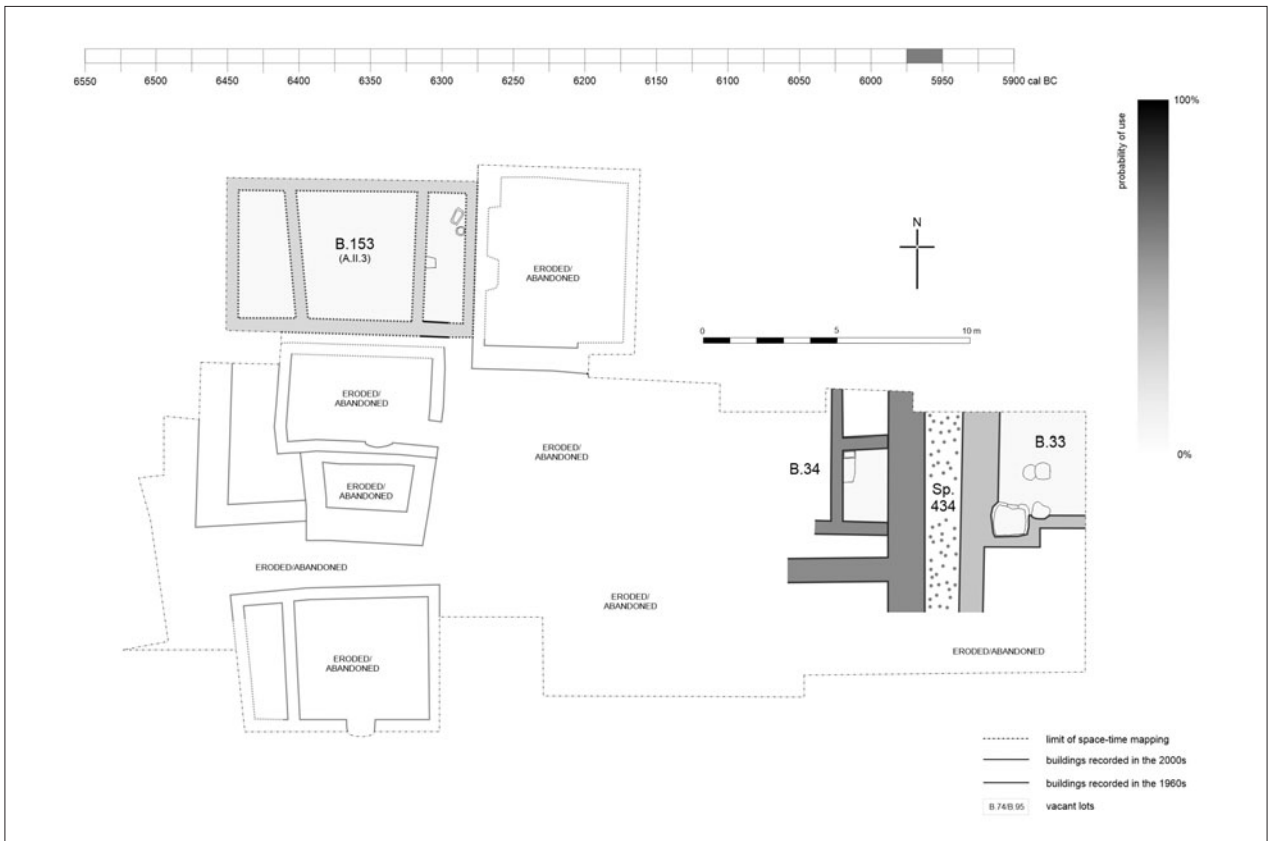 6550 6500 6450 6400 6350 6300 6250 6200 6150 6100 6050 6000 5950 5900 cal BC
100%
probability of use
0%
N
B.153
(A.II.3)
ERODED/
ABANDONED
0 5 10 m
ERODED/
ABANDONED
ERODED/
ABANDONED
B.34
Sp.
434
B.33
ERODED/
ABANDONED
ERODED/ABANDONED
ERODED/
ABANDONED
ERODED/
ABANDONED
ERODED/ABANDONED
limit of space-time mapping
buildings recorded in the 2000s
buildings recorded in the 1960s
B.74/B.95 vacant lots